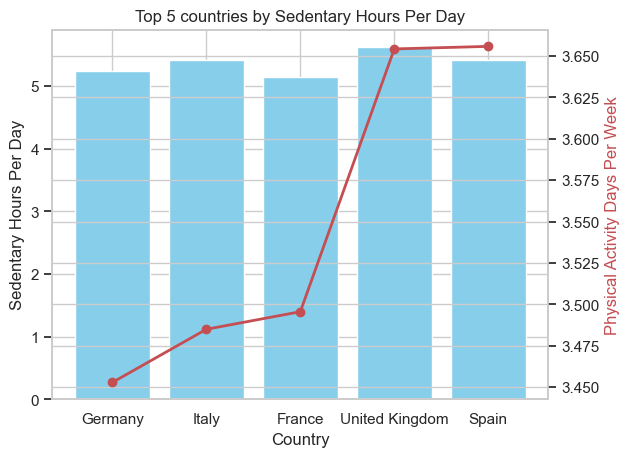 Top 5 countries by Sedentary Hours Per Day
Sedentary Hours Per Day
5
4
3
2
1
0
3.650
3.625
3.600
3.575
3.550
3.525
3.500
3.475
3.450
Physical Activity Days Per Week
Germany
Italy
France
United Kingdom
Spain
Country